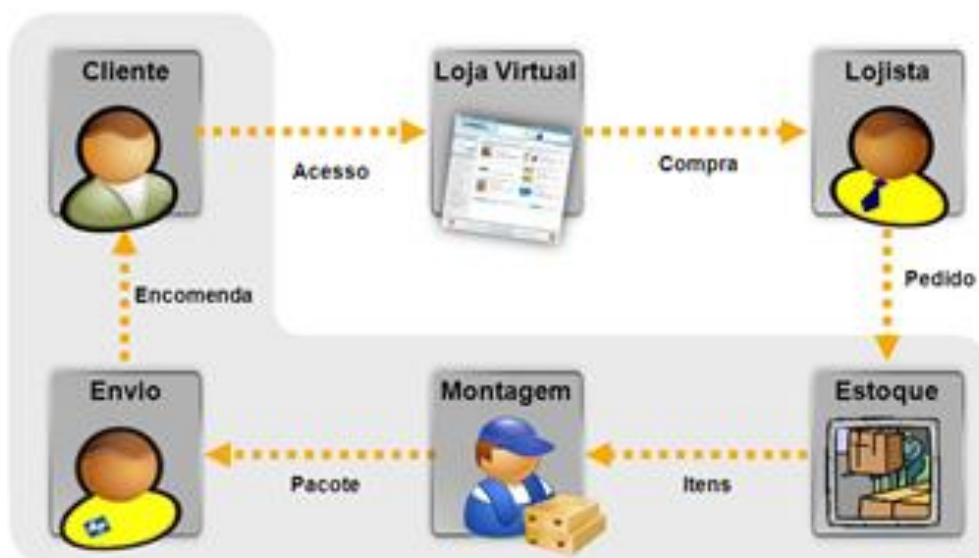 Cliente
Loja Virtual
Lojista
Acesso
Compra
Pedido
Encomenda
Envio
Montagem
Estoque
Pacote
Itens